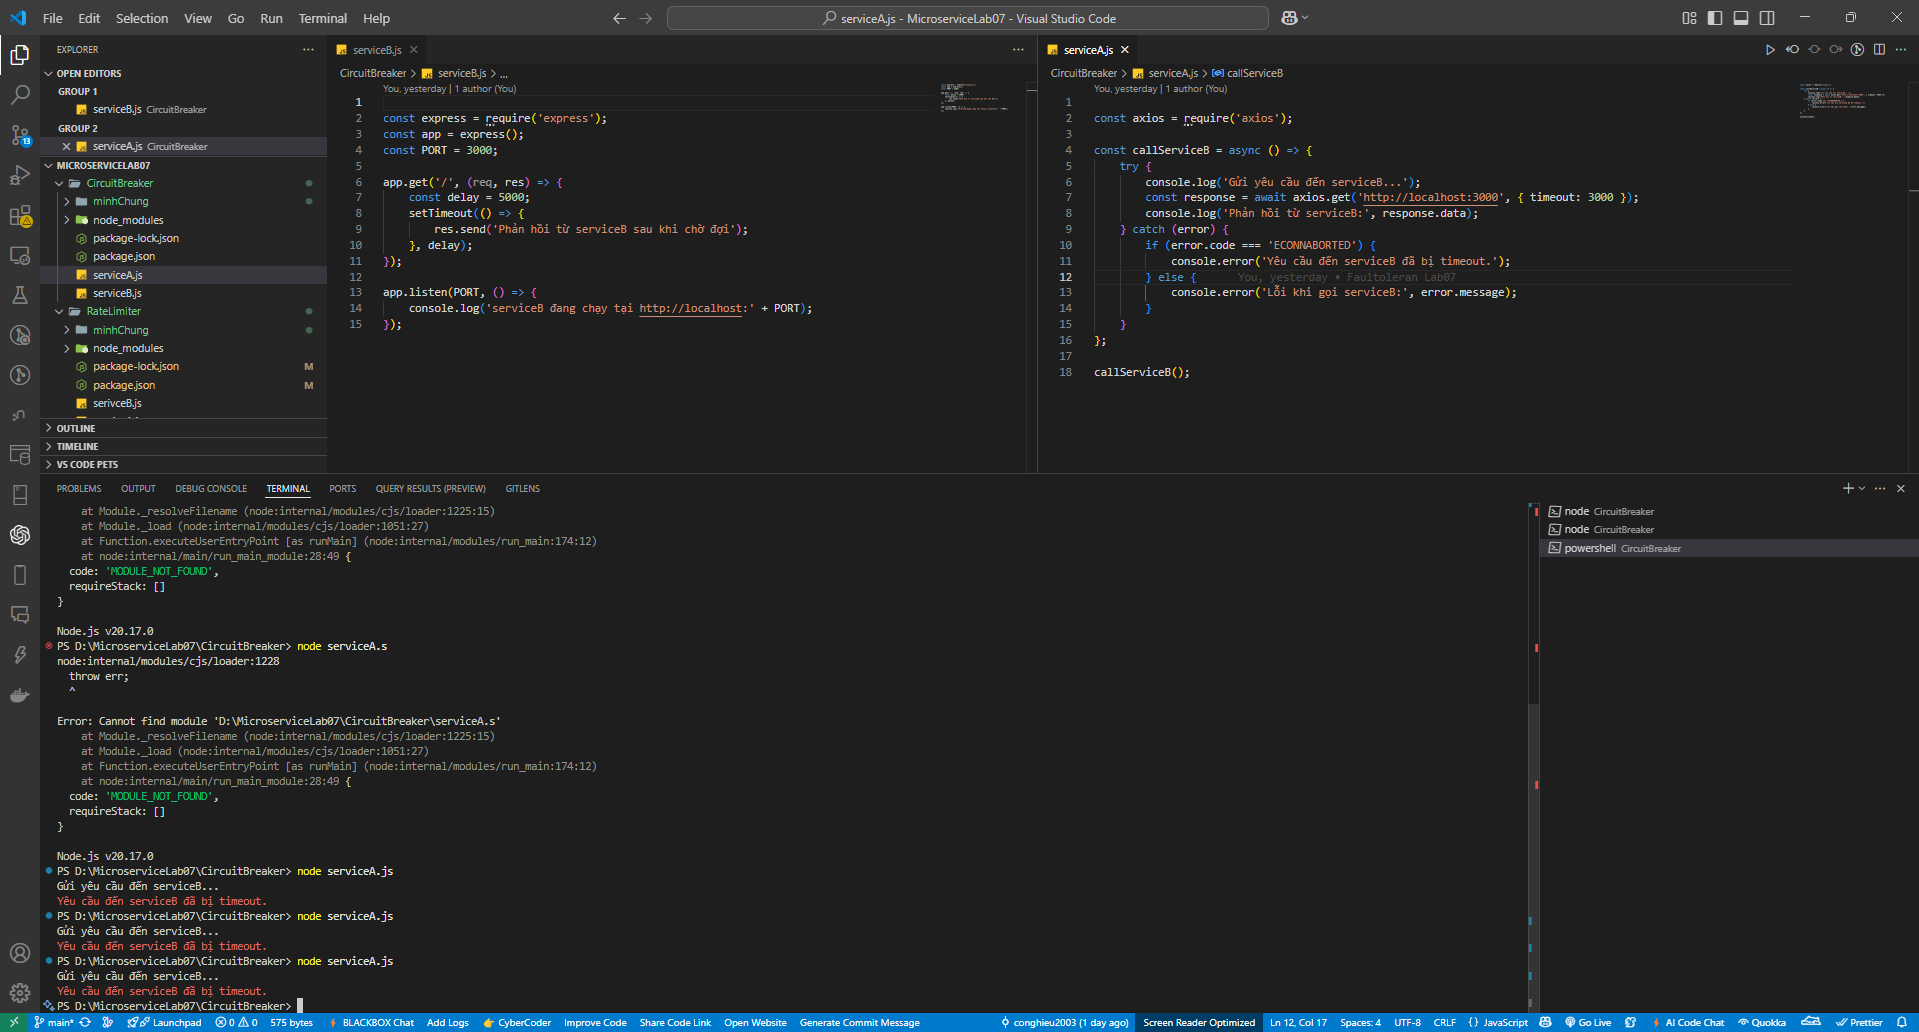 File Edit Selection View Go Run Terminal Help
serviceA.js - MicroserviceLab07 - Visual Studio Code
EXPLORER
OPEN EDITORS
GROUP 1
serviceB.js CircuitBreaker
GROUP 2
serviceA.js CircuitBreaker
MICROSERVICELAB07
CircuitBreaker
minhChung
node_modules
package-lock.json
package.json
serviceA.js
serviceB.js
RateLimiter
minhChung
node_modules
package-lock.json M
package.json M
serivceB.js
OUTLINE
TIMELINE
VS CODE PETS
13
serviceB.js
CircuitBreaker > serviceB.js > ...
You, yesterday | 1 author (You)
1
2 const express = require('express');
3 const app = express();
4 const PORT = 3000;
5
6 app.get('/', (req, res) => {
7 const delay = 5000;
8 setTimeout(() => {
9 res.send('Phản hồi từ serviceB sau khi chờ đợi');
10 }, delay);
11 });
12
13 app.listen(PORT, () => {
14 console.log('serviceB đang chạy tại http://localhost:' + PORT);
15 });
serviceA.js
CircuitBreaker > serviceA.js > callServiceB
You, yesterday | 1 author (You)
1
2 const axios = require('axios');
3
4 const callServiceB = async () => {
5 try {
6 console.log('Gửi yêu cầu đến serviceB...');
7 const response = await axios.get('http://localhost:3000', { timeout: 3000 });
8 console.log('Phản hồi từ serviceB:', response.data);
9 } catch (error) {
10 if (error.code === 'ECONNABORTED') {
11 console.error('Yêu cầu đến serviceB đã bị timeout.');
12 } else { You, yesterday • Faultoleran Lab07
13 console.error('Lỗi khi gọi serviceB:', error.message);
14 }
15 }
16 };
17
18 callServiceB();
PROBLEMS OUTPUT DEBUG CONSOLE TERMINAL PORTS QUERY RESULTS (PREVIEW) GITLENS
at Module._resolveFilename (node:internal/modules/cjs/loader:1225:15)
at Module._load (node:internal/modules/cjs/loader:1051:27)
at Function.executeUserEntryPoint [as runMain] (node:internal/modules/run_main:174:12)
at node:internal/main/run_main_module:28:49 {
code: 'MODULE_NOT_FOUND',
requireStack: []
}
Node.js v20.17.0
PS D:\MicroserviceLab07\CircuitBreaker> node serviceA.s
node:internal/modules/cjs/loader:1228
throw err;
^
Error: Cannot find module 'D:\MicroserviceLab07\CircuitBreaker\serviceA.s'
at Module._resolveFilename (node:internal/modules/cjs/loader:1225:15)
at Module._load (node:internal/modules/cjs/loader:1051:27)
at Function.executeUserEntryPoint [as runMain] (node:internal/modules/run_main:174:12)
at node:internal/main/run_main_module:28:49 {
code: 'MODULE_NOT_FOUND',
requireStack: []
}
Node.js v20.17.0
PS D:\MicroserviceLab07\CircuitBreaker> node serviceA.js
Gửi yêu cầu đến serviceB...
Yêu cầu đến serviceB đã bị timeout.
PS D:\MicroserviceLab07\CircuitBreaker> node serviceA.js
Gửi yêu cầu đến serviceB...
Yêu cầu đến serviceB đã bị timeout.
PS D:\MicroserviceLab07\CircuitBreaker> node serviceA.js
Gửi yêu cầu đến serviceB...
Yêu cầu đến serviceB đã bị timeout.
PS D:\MicroserviceLab07\CircuitBreaker>
node CircuitBreaker
node CircuitBreaker
powershell CircuitBreaker
main* Launchpad 0 0 575 bytes BLACKBOX Chat Add Logs CyberCoder Improve Code Share Code Link Open Website Generate Commit Message conghieu2003 (1 day ago) Screen Reader Optimized Ln 12, Col 17 Spaces: 4 UTF-8 CRLF {} JavaScript Go Live AI Code Chat Quokka Prettier